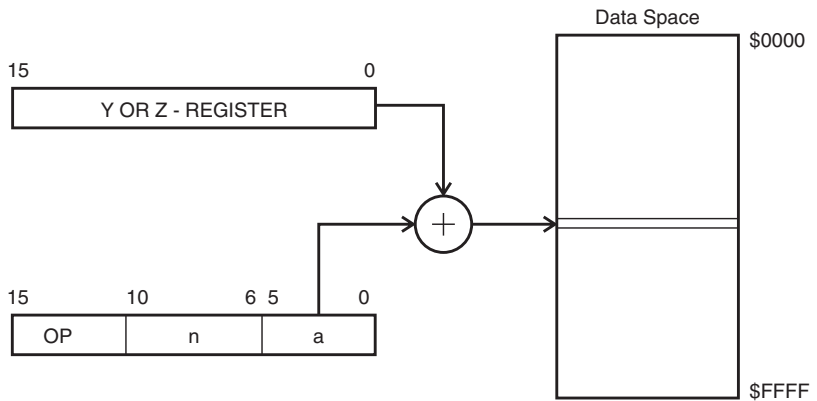 Data Space
$0000
15 0
Y OR Z - REGISTER
+
15 10 6 5 0
OP n a
$FFFF